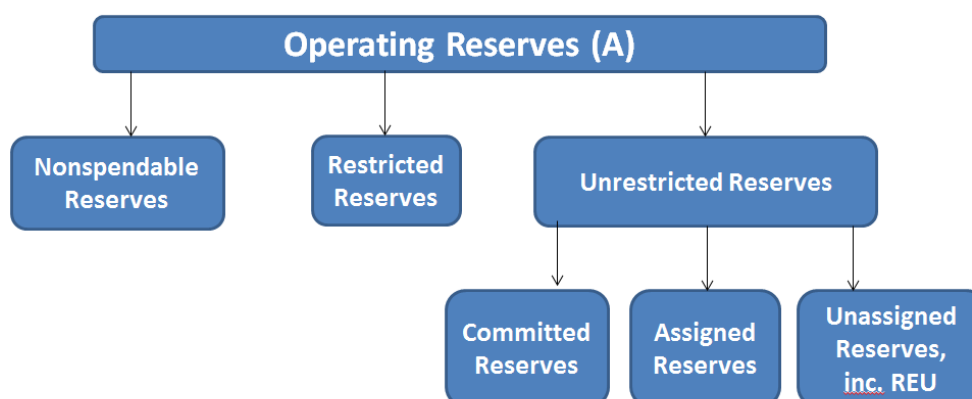 Operating Reserves (A)
Nonspendable
Reserves
Restricted
Reserves
Unrestricted Reserves
Committed
Reserves
Assigned
Reserves
Unassigned
Reserves,
inc. REU